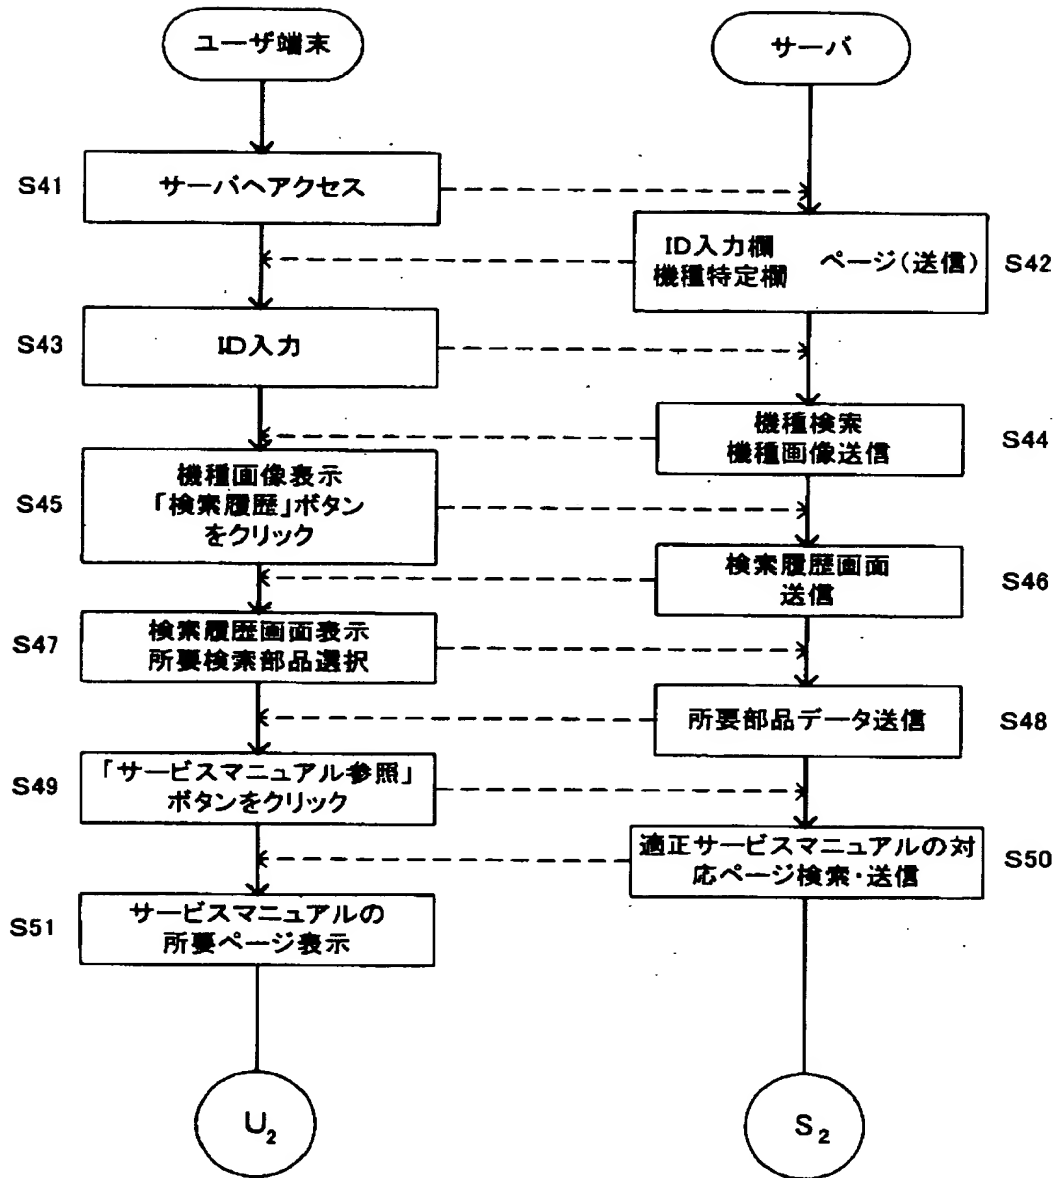 ユーザ端末
サーバ
S41
サーバへアクセス
ID入力欄
機種特定欄
ページ(送信)
S42
S43
ID入力
機種検索
機種画像送信
S44
S45
機種画像表示
「検索履歴」ボタン
をクリック
検索履歴画面
送信
S46
S47
検索履歴画面表示
所要検索部品選択
所要部品データ送信
S48
S49
「サービスマニュアル参照」
ボタンをクリック
適正サービスマニュアルの対
応ページ検索・送信
S50
S51
サービスマニュアルの
所要ページ表示
U2
S2